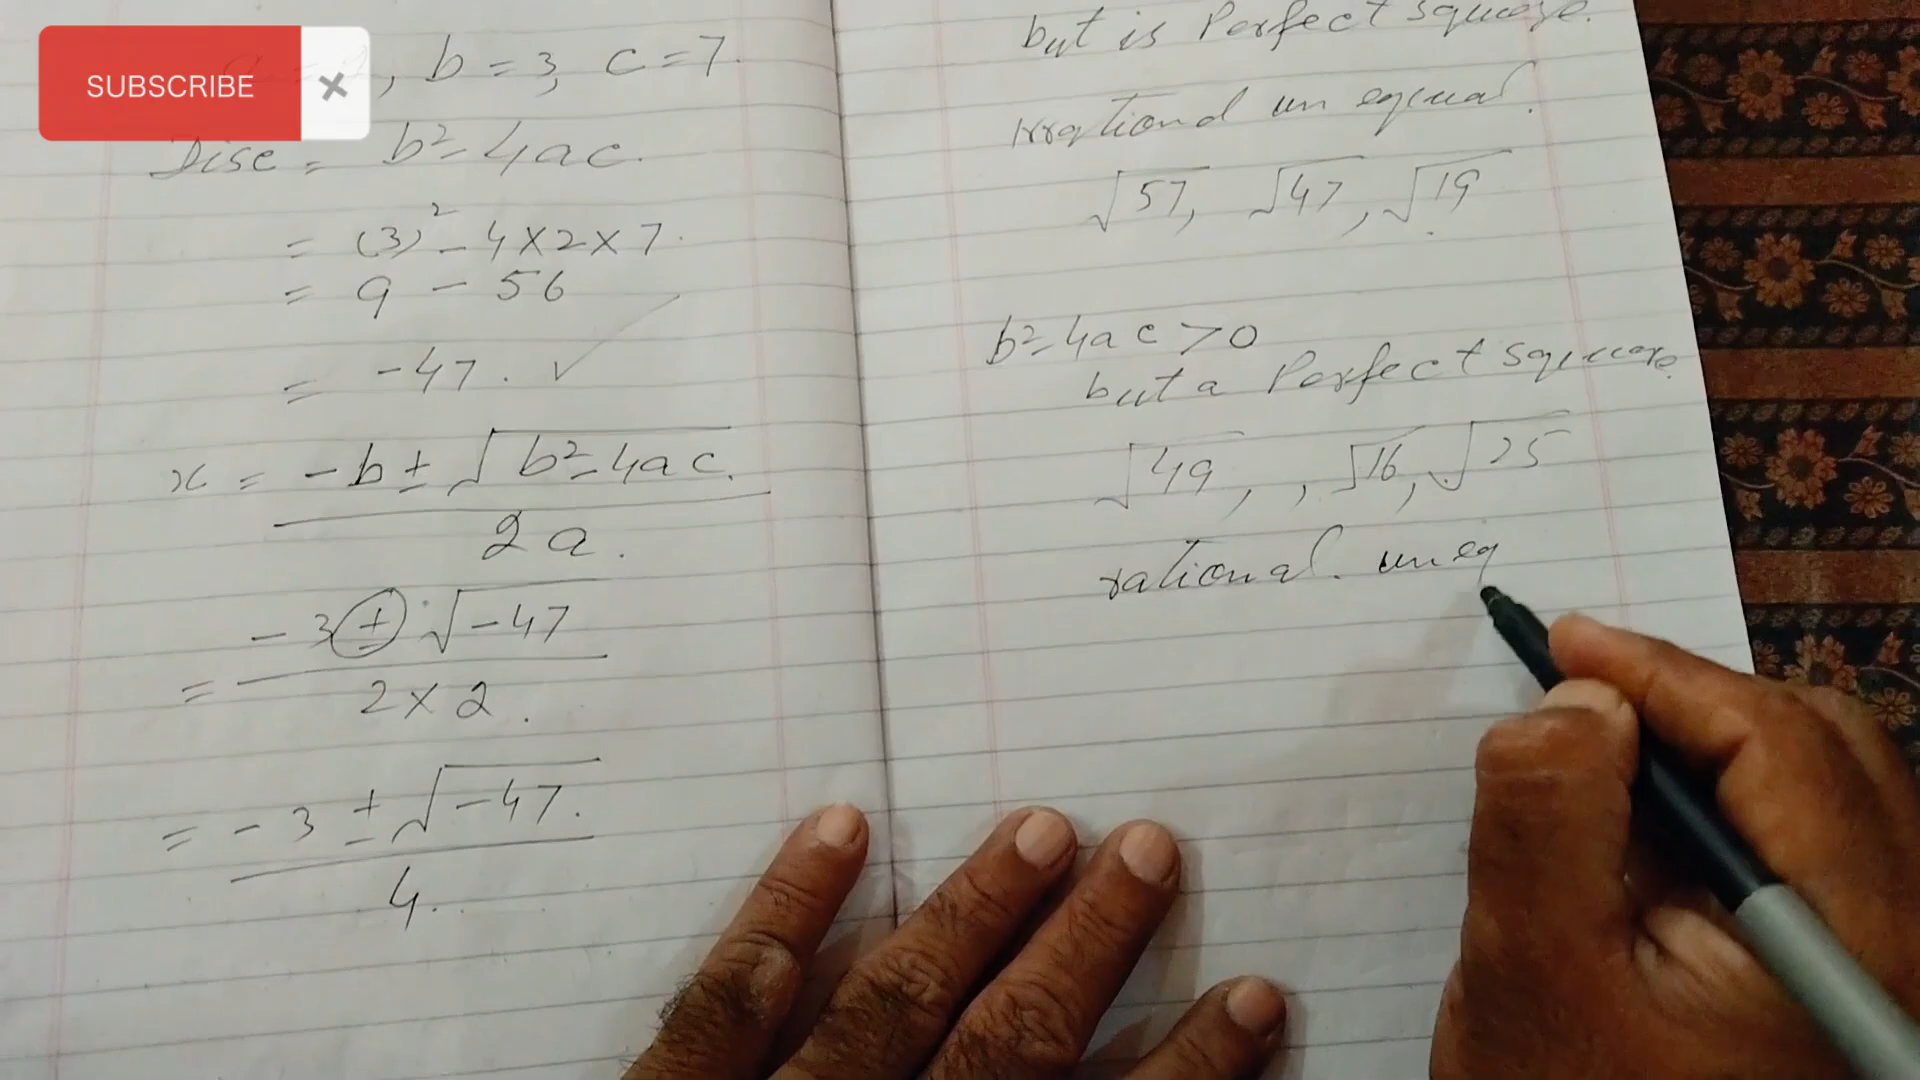 SUBSCRIBE
, b = 3, c = 7.
Disc = b² - 4ac.
= (3)² - 4 × 2 × 7.
= 9 - 56
= -47. ✓
x = -b ± √b² - 4ac.
2a.
= -3 ± √-47
2 × 2.
= -3 ± √-47.
4.
but is Perfect square.
Irrational un equal.
√57, √47, √19
b² - 4ac > 0
but a Perfect square.
√49, , √16, √25
rational. un eq